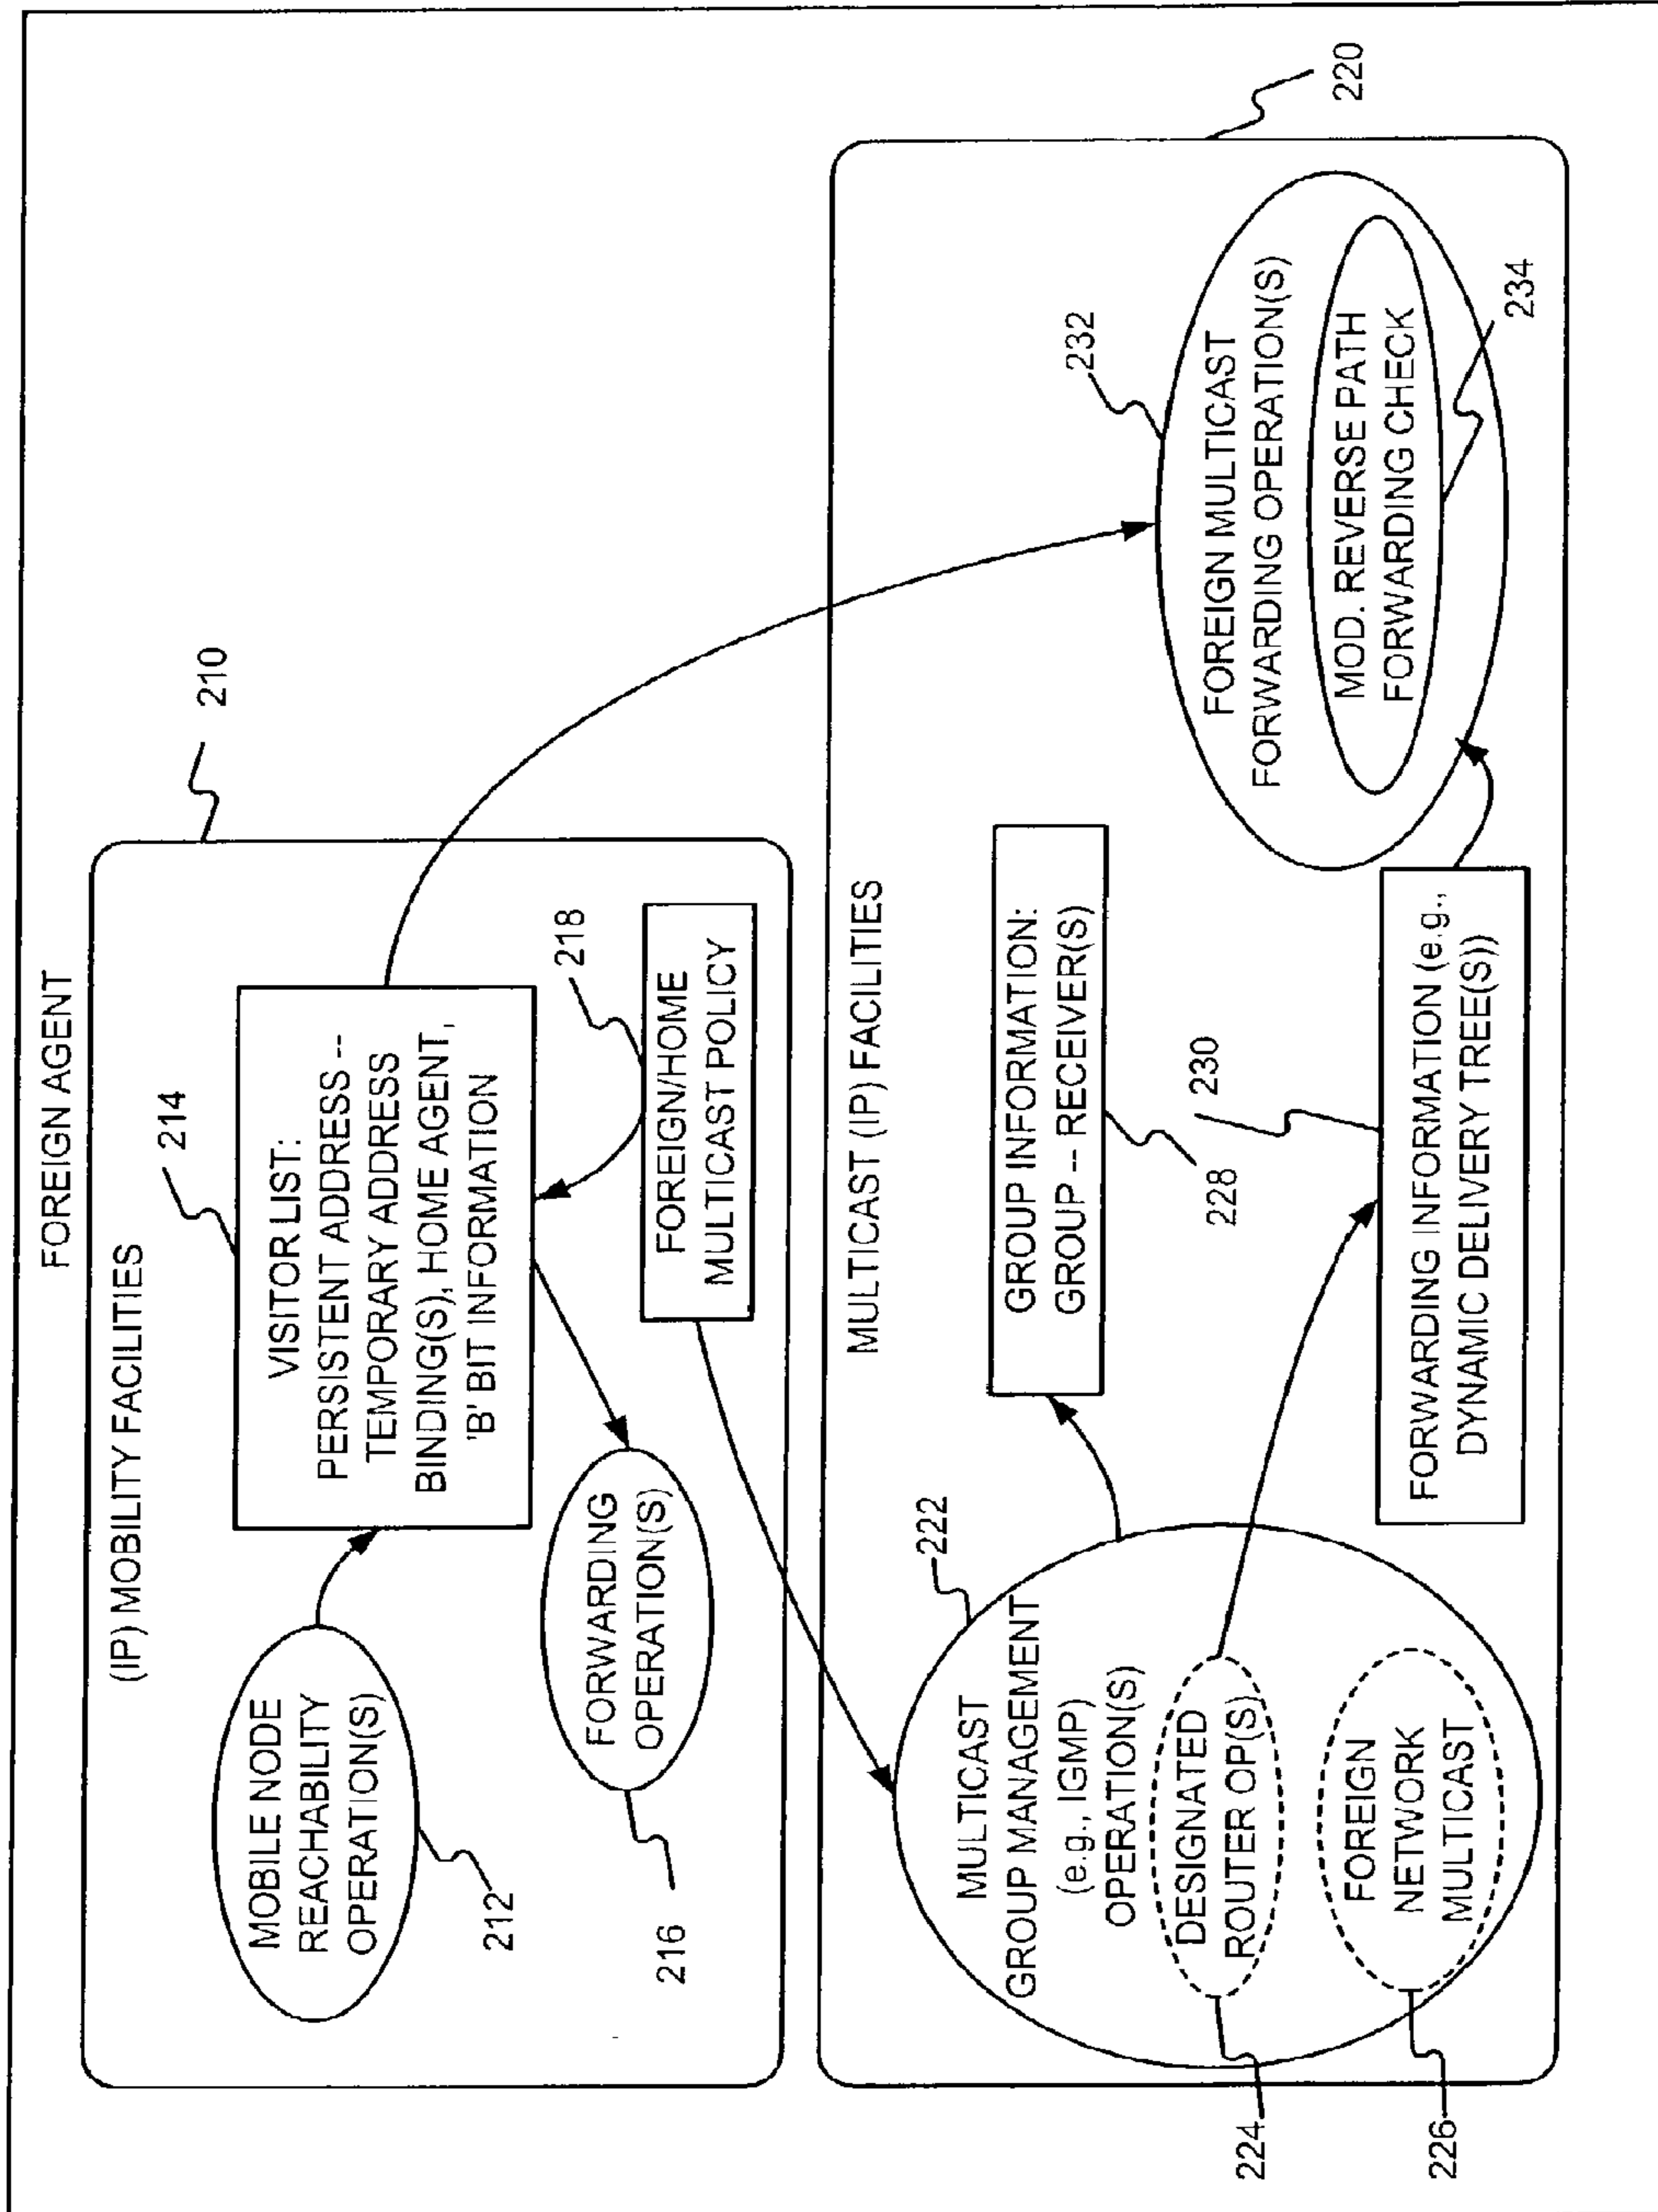 FOREIGN AGENT
(IP) MOBILITY FACILITIES
210
MOBILE NODE
REACHABILITY
OPERATION(S)
212
214
VISITOR LIST:
PERSISTENT ADDRESS --
TEMPORARY ADDRESS
BINDING(S), HOME AGENT,
'B' BIT INFORMATION
FORWARDING
OPERATION(S)
216
218
FOREIGN/HOME
MULTICAST POLICY
MULTICAST (IP) FACILITIES
220
222
MULTICAST
GROUP MANAGEMENT
(e.g., IGMP)
OPERATION(S)
DESIGNATED
ROUTER OP(S)
224
FOREIGN
NETWORK
MULTICAST
226
GROUP INFORMATION:
GROUP -- RECEIVER(S)
228
230
FORWARDING INFORMATION (e.g.,
DYNAMIC DELIVERY TREE(S))
232
FOREIGN MULTICAST
FORWARDING OPERATION(S)
MOD. REVERSE PATH
FORWARDING CHECK
234